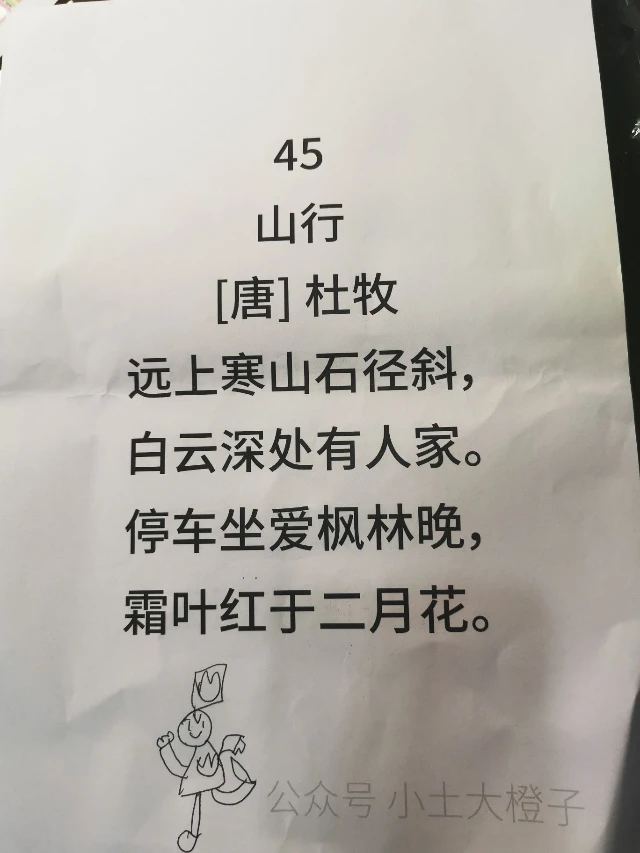 45
山行
[唐] 杜牧
远上寒山石径斜，
白云深处有人家。
停车坐爱枫林晚，
霜叶红于二月花。
公众号 小土大橙子